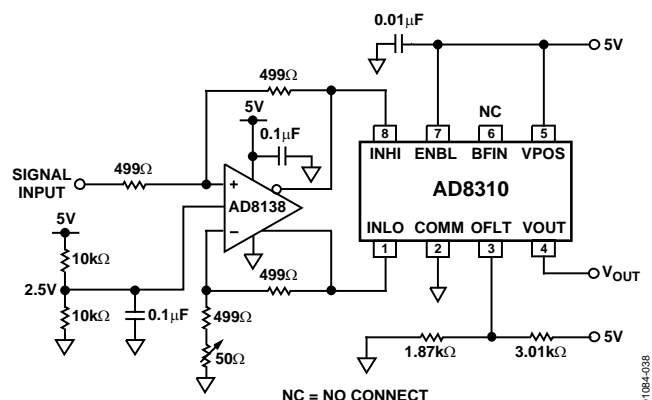 0.01μF
5V
499Ω
5V
NC
0.1μF
8
7
6
5
INHI
ENBL
BFIN
VPOS
SIGNAL
INPUT
499Ω
+
AD8138
−
AD8310
5V
INLO
COMM
OFLT
VOUT
1
2
3
4
10kΩ
2.5V
499Ω
VOUT
10kΩ
0.1μF
499Ω
5V
50Ω
1.87kΩ
3.01kΩ
NC = NO CONNECT